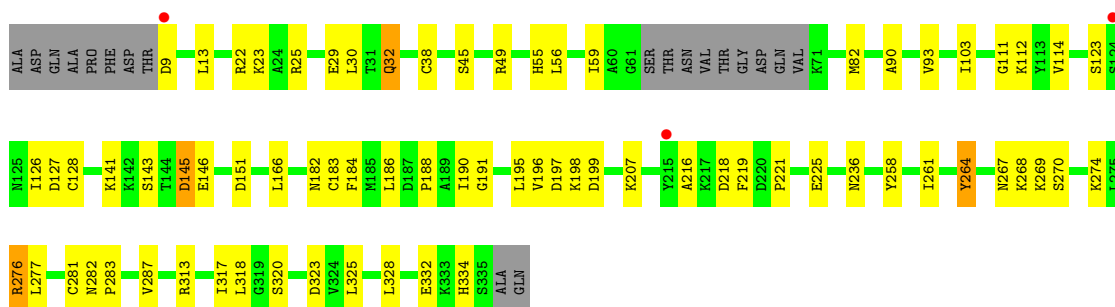 ALA ASP GLN ALA PRO PHE ASP THR D9 L13 R22 K23 A24 R25 E29 L30 T31 Q32 C38 S45 R49 H55 L56 I59 A60 G61 SER THR ASN VAL THR GLY ASP GLN VAL K71 M82 A90 V93 I103 G111 K112 Y113 V114 S123 S124
N125 I126 D127 C128 K141 K142 S143 T144 D145 E146 D151 L166 N182 C183 F184 M185 L186 D187 P188 A189 I190 G191 L195 V196 D197 K198 D199 K207 Y215 A216 K217 D218 F219 D220 P221 E225 N236 Y258 I261 Y264 N267 K268 K269 S270 K274 L275
R276 L277 C281 N282 P283 V287 R313 I317 L318 G319 S320 D323 V324 L325 L328 E332 K333 H334 S335 ALA GLN